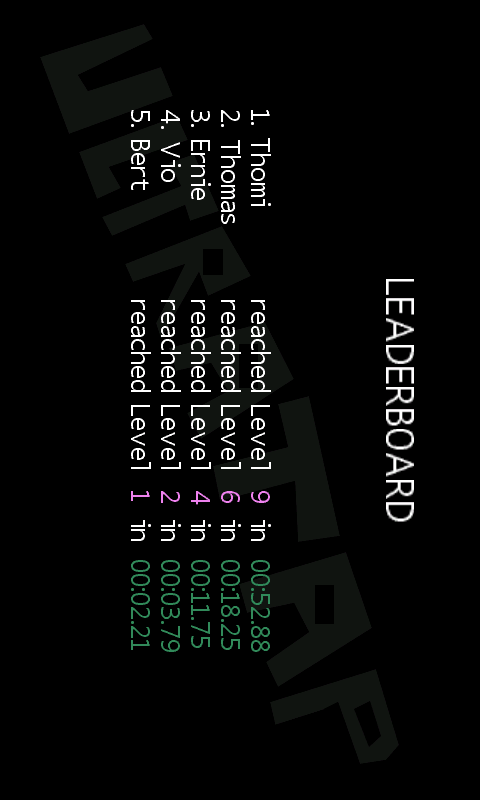 LEADERBOARD
1. Thomi reached Level 9 in 00:52.88
2. Thomas reached Level 6 in 00:18.25
3. Ernie reached Level 4 in 00:11.75
4. Vio reached Level 2 in 00:03.79
5. Bert reached Level 1 in 00:02.21
ULTRATRAP